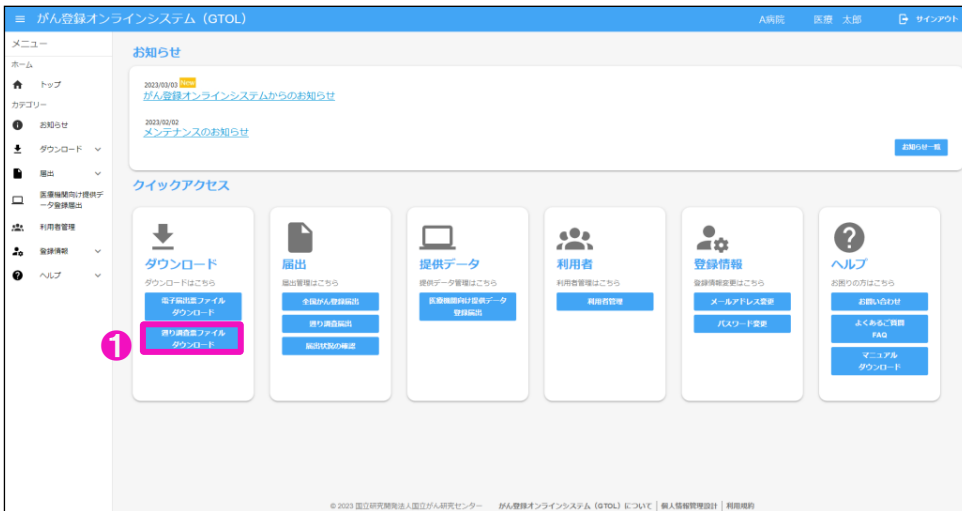 ≡ がん登録オンラインシステム（GTOL）
A病院 医療 太郎 サインアウト
メニュー
ホーム
トップ
カテゴリー
お知らせ
ダウンロード
届出
医療機関向け提供デ
ータ登録届出
利用者管理
登録情報
ヘルプ
お知らせ
2023/03/03 New
がん登録オンラインシステムからのお知らせ
2023/02/02
メンテナンスのお知らせ
お知らせ一覧
クイックアクセス
ダウンロード
ダウンロードはこちら
電子届出票ファイル
ダウンロード
1
遡り調査票ファイル
ダウンロード
届出
届出管理はこちら
全国がん登録届出
遡り調査届出
届出状況の確認
提供データ
提供データ管理はこちら
医療機関向け提供データ
登録届出
利用者
利用者管理はこちら
利用者管理
登録情報
登録情報変更はこちら
メールアドレス変更
パスワード変更
ヘルプ
お困りの方はこちら
お問い合わせ
よくあるご質問
FAQ
マニュアル
ダウンロード
© 2023 国立研究開発法人国立がん研究センター がん登録オンラインシステム（GTOL）について | 個人情報管理設計 | 利用規約